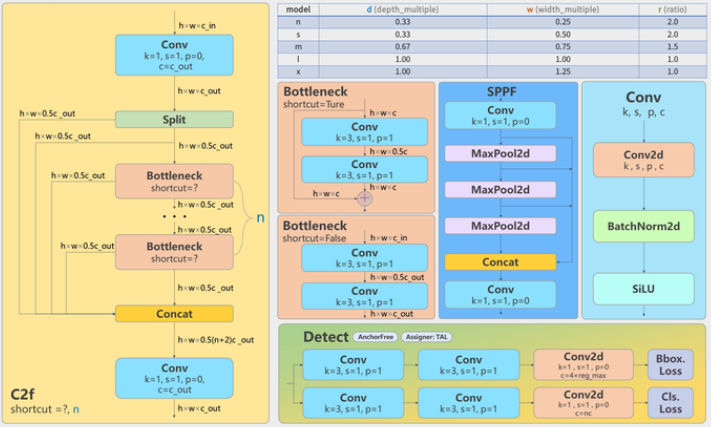 h×w×c_in
Conv
k=1, s=1, p=0,
c=c_out
h×w×c_out
Split
h×w×0.5c_out
h×w×0.5c_out
h×w×0.5c_out
Bottleneck
shortcut=?
h×w×0.5c_out
h×w×0.5c_out
• • •
n
h×w×0.5c_out
Bottleneck
shortcut=?
h×w×0.5c_out
h×w×0.5c_out
Concat
h×w×0.5(n+2)c_out
Conv
k=1, s=1, p=0,
c=c_out
h×w×c_out
C2f
shortcut =?, n
model d (depth_multiple) w (width_multiple) r (ratio)
n 0.33 0.25 2.0
s 0.33 0.50 2.0
m 0.67 0.75 1.5
l 1.00 1.00 1.0
x 1.00 1.25 1.0
Bottleneck
shortcut=Ture
h×w×c
Conv
k=3, s=1, p=1
h×w×0.5c
Conv
k=3, s=1, p=1
h×w×c
h×w×c
+
Bottleneck
shortcut=False
h×w×c_in
Conv
k=3, s=1, p=1
h×w×0.5c_out
Conv
k=3, s=1, p=1
h×w×c_out
SPPF
Conv
k=1, s=1, p=0
MaxPool2d
MaxPool2d
MaxPool2d
Concat
Conv
k=1, s=1, p=0
Conv
k, s, p, c
Conv2d
k , s , p , c
BatchNorm2d
SiLU
Detect AnchorFree Assigner: TAL
Conv
k=3, s=1, p=1
Conv
k=3, s=1, p=1
Conv2d
k=1 , s=1 , p=0
c=4×reg_max
Bbox.
Loss
Conv
k=3, s=1, p=1
Conv
k=3, s=1, p=1
Conv2d
k=1 , s=1 , p=0
c=nc
Cls.
Loss